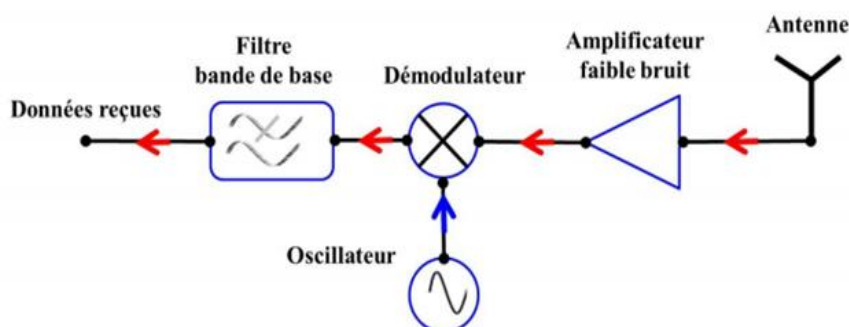 Antenne
Amplificateur
faible bruit
Démodulateur
Filtre
bande de base
Données reçues
Oscillateur